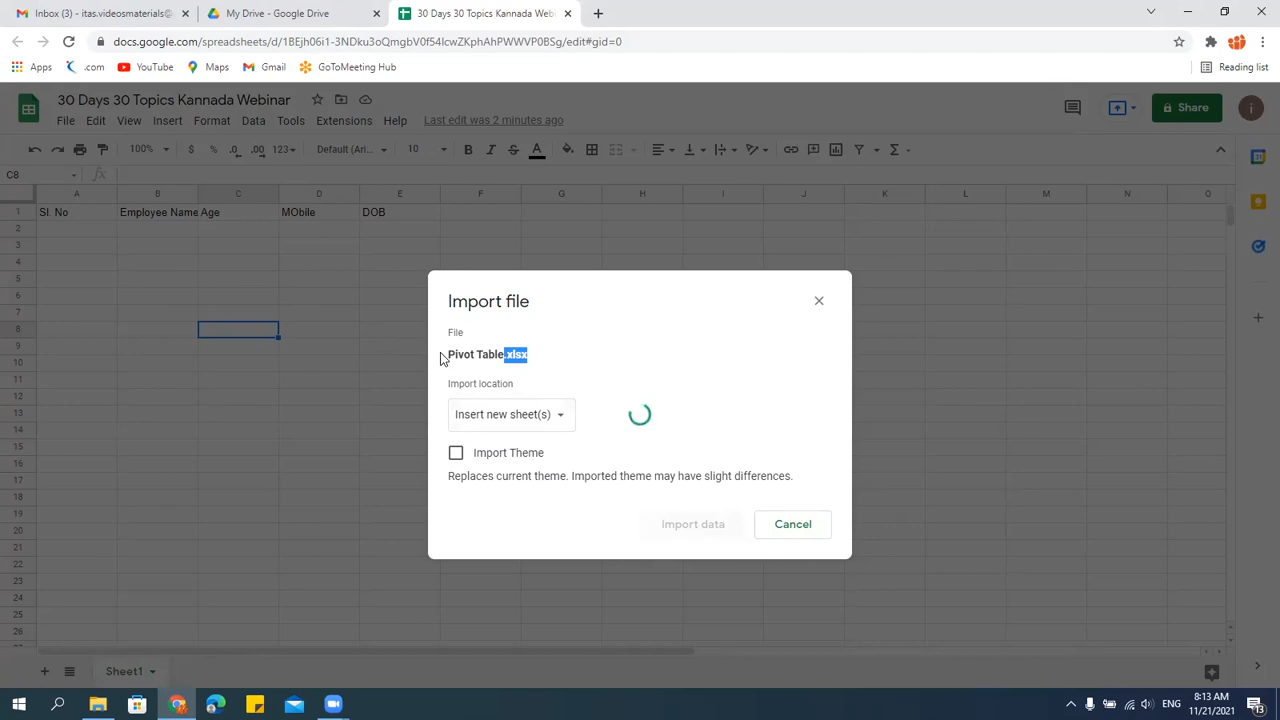 Inbox (3) - itas.videosmaterials@
My Drive - Google Drive
30 Days 30 Topics Kannada Web
docs.google.com/spreadsheets/d/1BEjh06i1-3NDku3oQmgbV0f54IcwZKphAhPWWVP0BSg/edit#gid=0
Apps
.com
YouTube
Maps
Gmail
GoToMeeting Hub
Reading list
30 Days 30 Topics Kannada Webinar
File Edit View Insert Format Data Tools Extensions Help Last edit was 2 minutes ago
Share
100% $ % .0 .00 123 Default (Ari... 10 B I S A
C8 fx
A B C D E F G H I J K L M N O
1 Sl. No Employee Name Age MObile DOB
2
3
4
5
6
7
8
9
10
11
12
13
14
15
16
17
18
19
20
21
22
23
24
25
26
Import file
File
Pivot Table.xlsx
Import location
Insert new sheet(s)
Import Theme
Replaces current theme. Imported theme may have slight differences.
Import data
Cancel
Sheet1
ENG
8:13 AM
11/21/2021
13